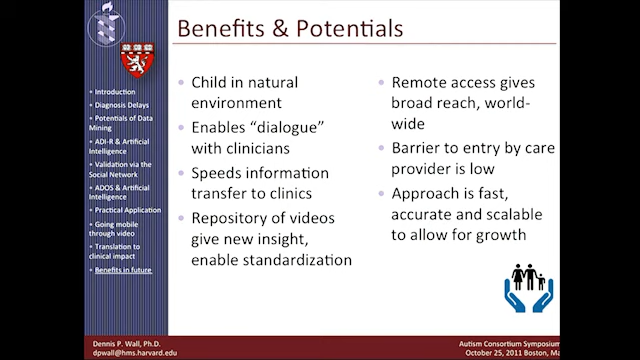 Benefits & Potentials
• Introduction
• Diagnosis Delays
• Potentials of Data
Mining
• ADI-R & Artificial
Intelligence
• Validation via the
Social Network
• ADOS & Artificial
Intelligence
• Practical Application
• Going mobile
through video
• Translation to
clinical impact
• Benefits in future
• Child in natural
environment
• Enables “dialogue”
with clinicians
• Speeds information
transfer to clinics
• Repository of videos
give new insight,
enable standardization
• Remote access gives
broad reach, world-
wide
• Barrier to entry by care
provider is low
• Approach is fast,
accurate and scalable
to allow for growth
Dennis P. Wall, Ph.D.
dpwall@hms.harvard.edu
Autism Consortium Symposium
October 25, 2011 Boston, Ma